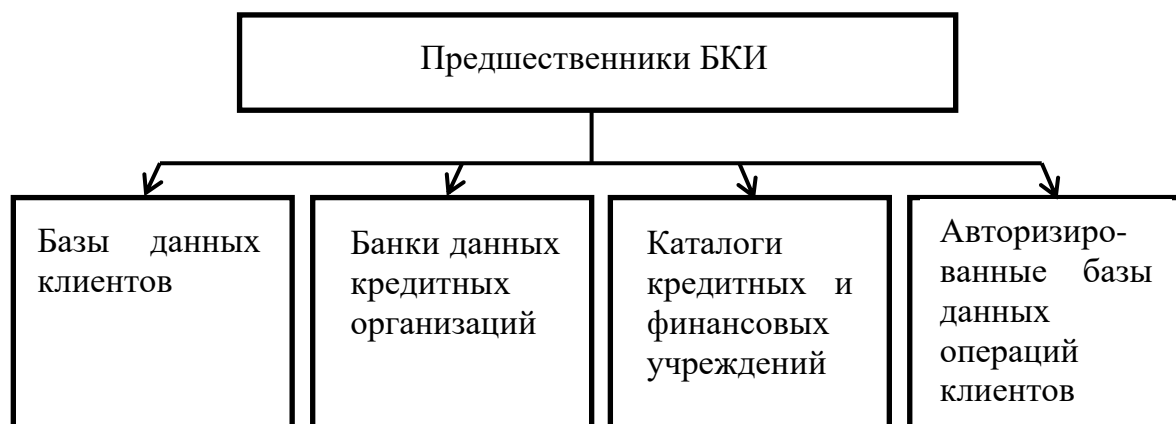 Предшественники БКИ
Базы данных
клиентов
Банки данных
кредитных
организаций
Каталоги
кредитных и
финансовых
учреждений
Авторизиро-
ванные базы
данных
операций
клиентов